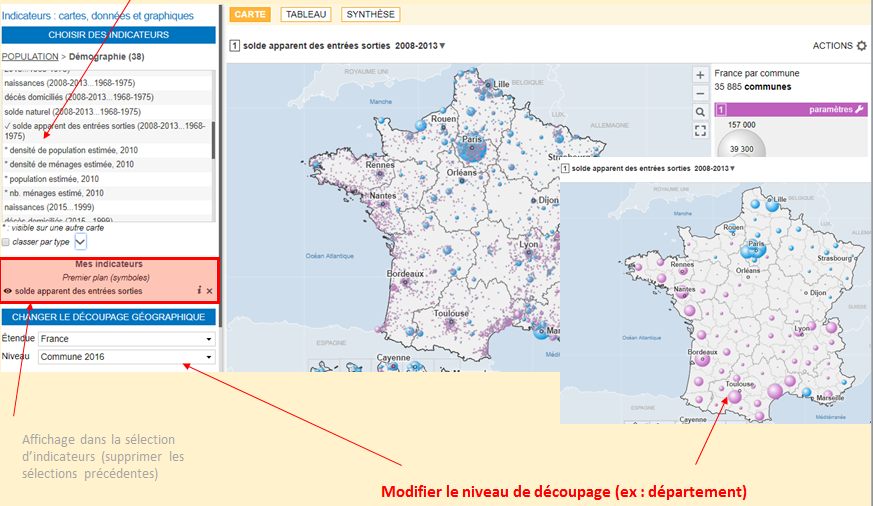 Indicateurs : cartes, données et graphiques
CHOISIR DES INDICATEURS
POPULATION > Démographie (38)
naissances (2008-2013...1968-1975)
décès domiciliés (2008-2013...1968-1975)
solde naturel (2008-2013...1968-1975)
✓ solde apparent des entrées sorties (2008-2013...1968-
1975)
* densité de population estimée, 2010
* densité de ménages estimée, 2010
* population estimée, 2010
* nb. ménages estimé, 2010
naissances (2015...1999)
décès domiciliés (2015...1999)
* : visible sur une autre carte
classer par type
Mes indicateurs
Premier plan (symboles)
solde apparent des entrées sorties i ×
CHANGER LE DÉCOUPAGE GÉOGRAPHIQUE
Étendue France
Niveau Commune 2016
Affichage dans la sélection
d'indicateurs (supprimer les
sélections précédentes)
CARTE TABLEAU SYNTHÈSE
1 solde apparent des entrées sorties 2008-2013 ▾
ACTIONS
ROYAUME UNI
BELGIQUE
Lille
Manche
LUX.
ALLEMAGNE
Rouen
Paris
Strasbourg
Rennes
Orléans
Nantes
Dijon
Océan Atlantique
Lyon
Bordeaux
Toulouse
ESPAGNE
Cayenne
+
−
France par commune
35 885 communes
1 paramètres
157 000
39 300
1 solde apparent des entrées sorties 2008-2013 ▾
ROYAUME UNI
Lille
Manche
Rouen
Paris
Strasbourg
Rennes
Orléans
Nantes
Dijon
SUISSE
Océan Atlantique
Lyon
Bordeaux
Toulouse
Marseille
ESPAGNE
Méditerranée
Cayenne
Modifier le niveau de découpage (ex : département)